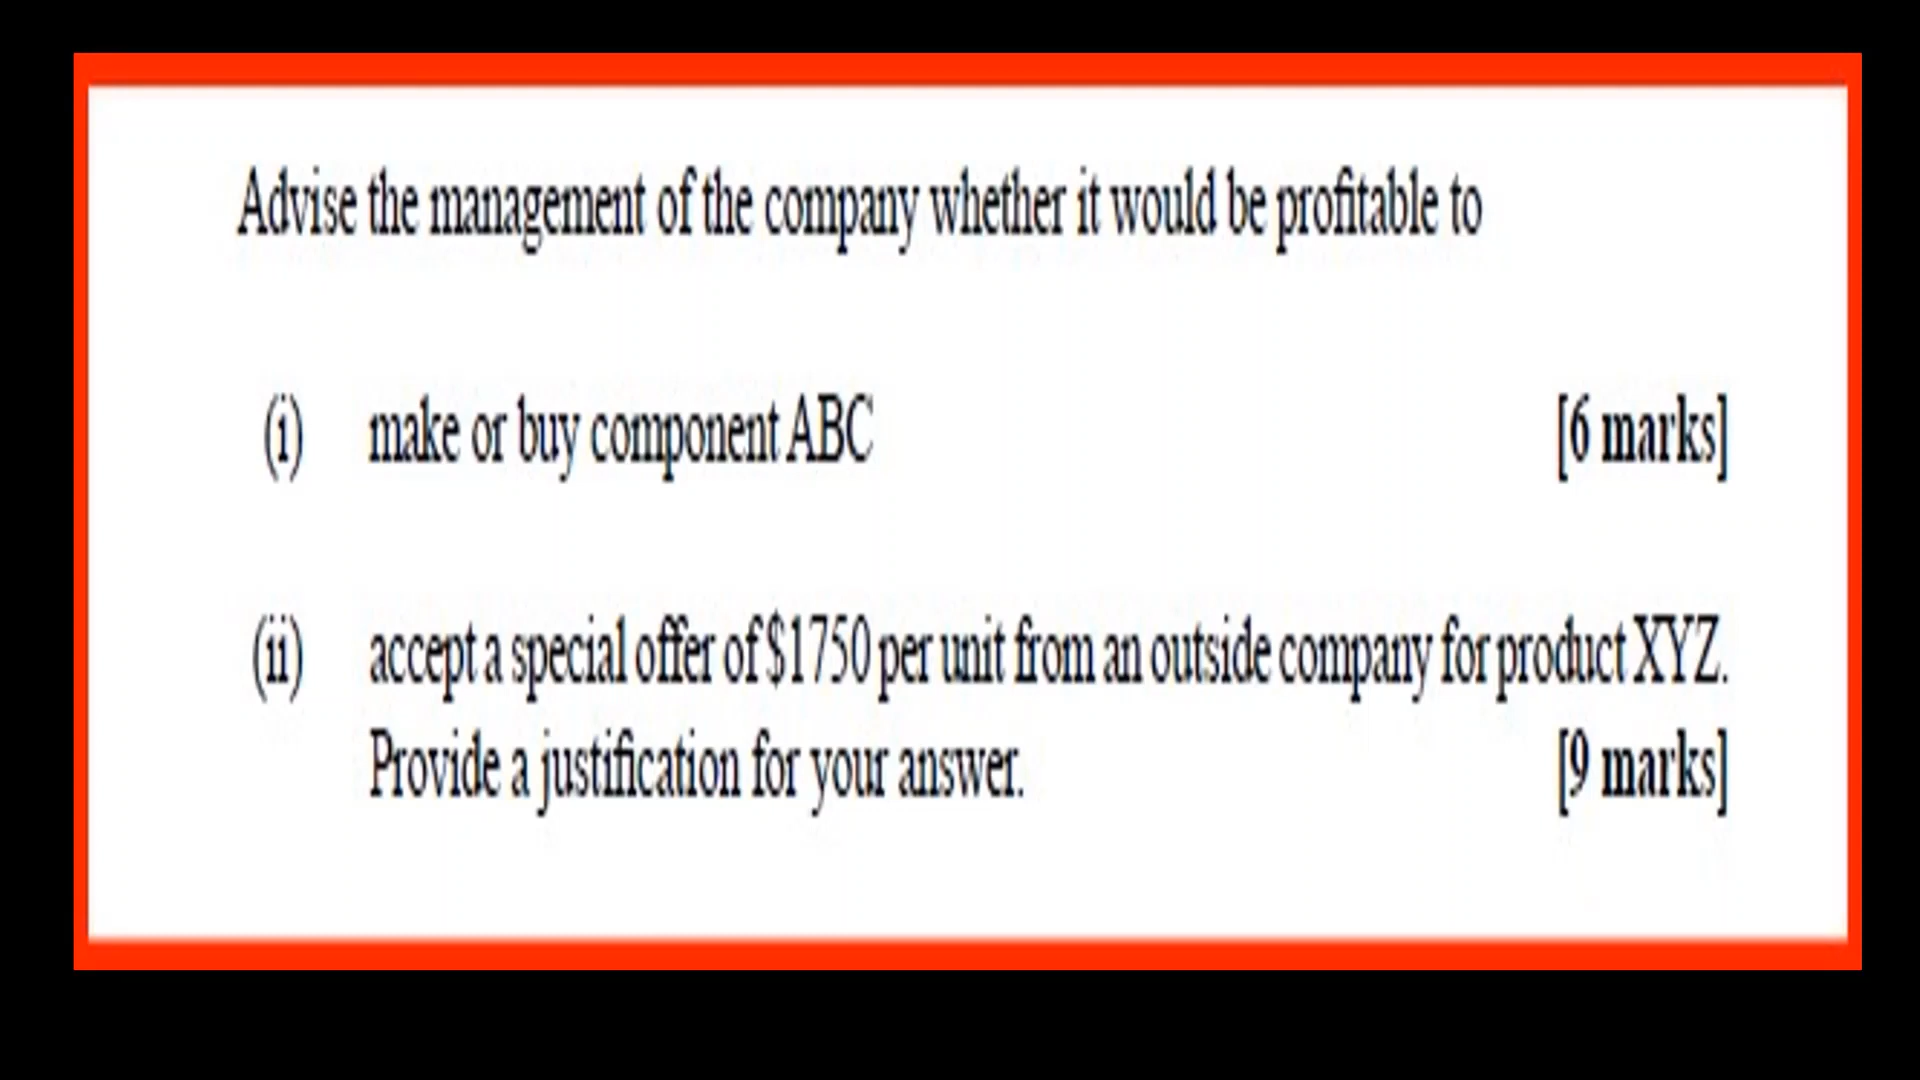 Advise the management of the company whether it would be profitable to
(i) make or buy component ABC [6 marks]
(ii) accept a special offer of $1750 per unit from an outside company for product XYZ.
Provide a justification for your answer. [9 marks]